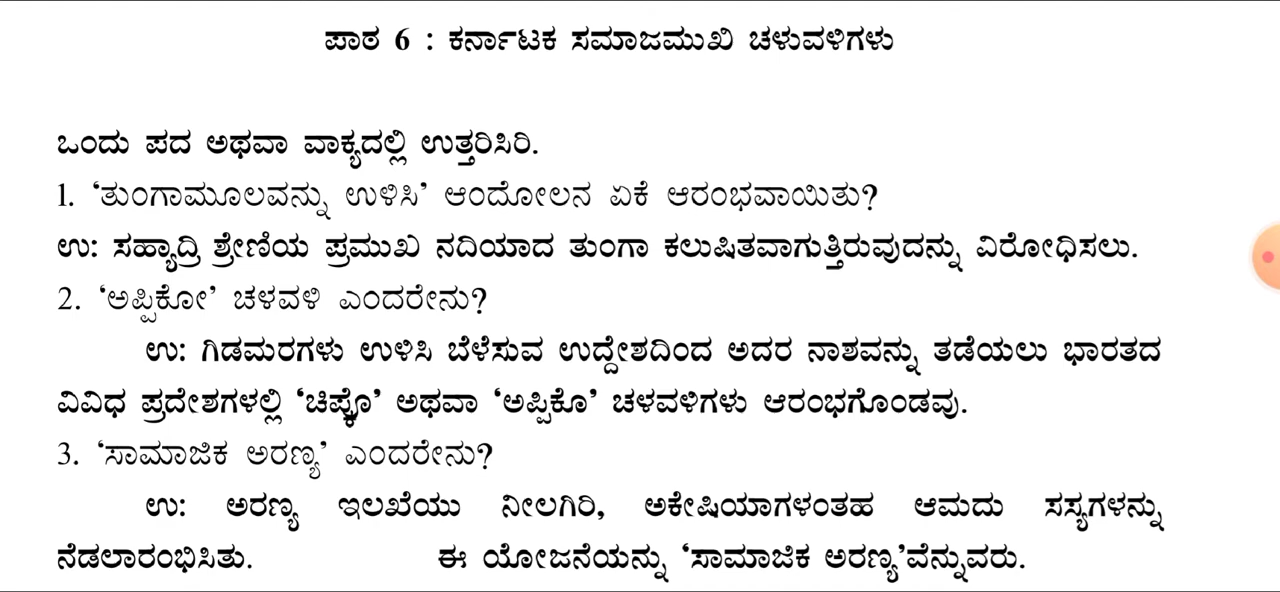 ಪಾಠ 6 : ಕರ್ನಾಟಕ ಸಮಾಜಮುಖಿ ಚಳುವಳಿಗಳು
ಒಂದು ಪದ ಅಥವಾ ವಾಕ್ಯದಲ್ಲಿ ಉತ್ತರಿಸಿರಿ.
1. ‘ತುಂಗಾಮೂಲವನ್ನು ಉಳಿಸಿ’ ಆಂದೋಲನ ಏಕೆ ಆರಂಭವಾಯಿತು?
ಉ: ಸಹ್ಯಾದ್ರಿ ಶ್ರೇಣಿಯ ಪ್ರಮುಖ ನದಿಯಾದ ತುಂಗಾ ಕಲುಷಿತವಾಗುತ್ತಿರುವುದನ್ನು ವಿರೋಧಿಸಲು.
2. ‘ಅಪ್ಪಿಕೋ’ ಚಳವಳಿ ಎಂದರೇನು?
ಉ: ಗಿಡಮರಗಳು ಉಳಿಸಿ ಬೆಳೆಸುವ ಉದ್ದೇಶದಿಂದ ಅದರ ನಾಶವನ್ನು ತಡೆಯಲು ಭಾರತದ
ವಿವಿಧ ಪ್ರದೇಶಗಳಲ್ಲಿ ‘ಚಿಪ್ಕೊ’ ಅಥವಾ ‘ಅಪ್ಪಿಕೊ’ ಚಳವಳಿಗಳು ಆರಂಭಗೊಂಡವು.
3. ‘ಸಾಮಾಜಿಕ ಅರಣ್ಯ’ ಎಂದರೇನು?
ಉ: ಅರಣ್ಯ ಇಲಖೆಯು ನೀಲಗಿರಿ, ಅಕೇಷಿಯಾಗಳಂತಹ ಆಮದು ಸಸ್ಯಗಳನ್ನು
ನೆಡಲಾರಂಭಿಸಿತು. ಈ ಯೋಜನೆಯನ್ನು ‘ಸಾಮಾಜಿಕ ಅರಣ್ಯ’ವೆನ್ನುವರು.